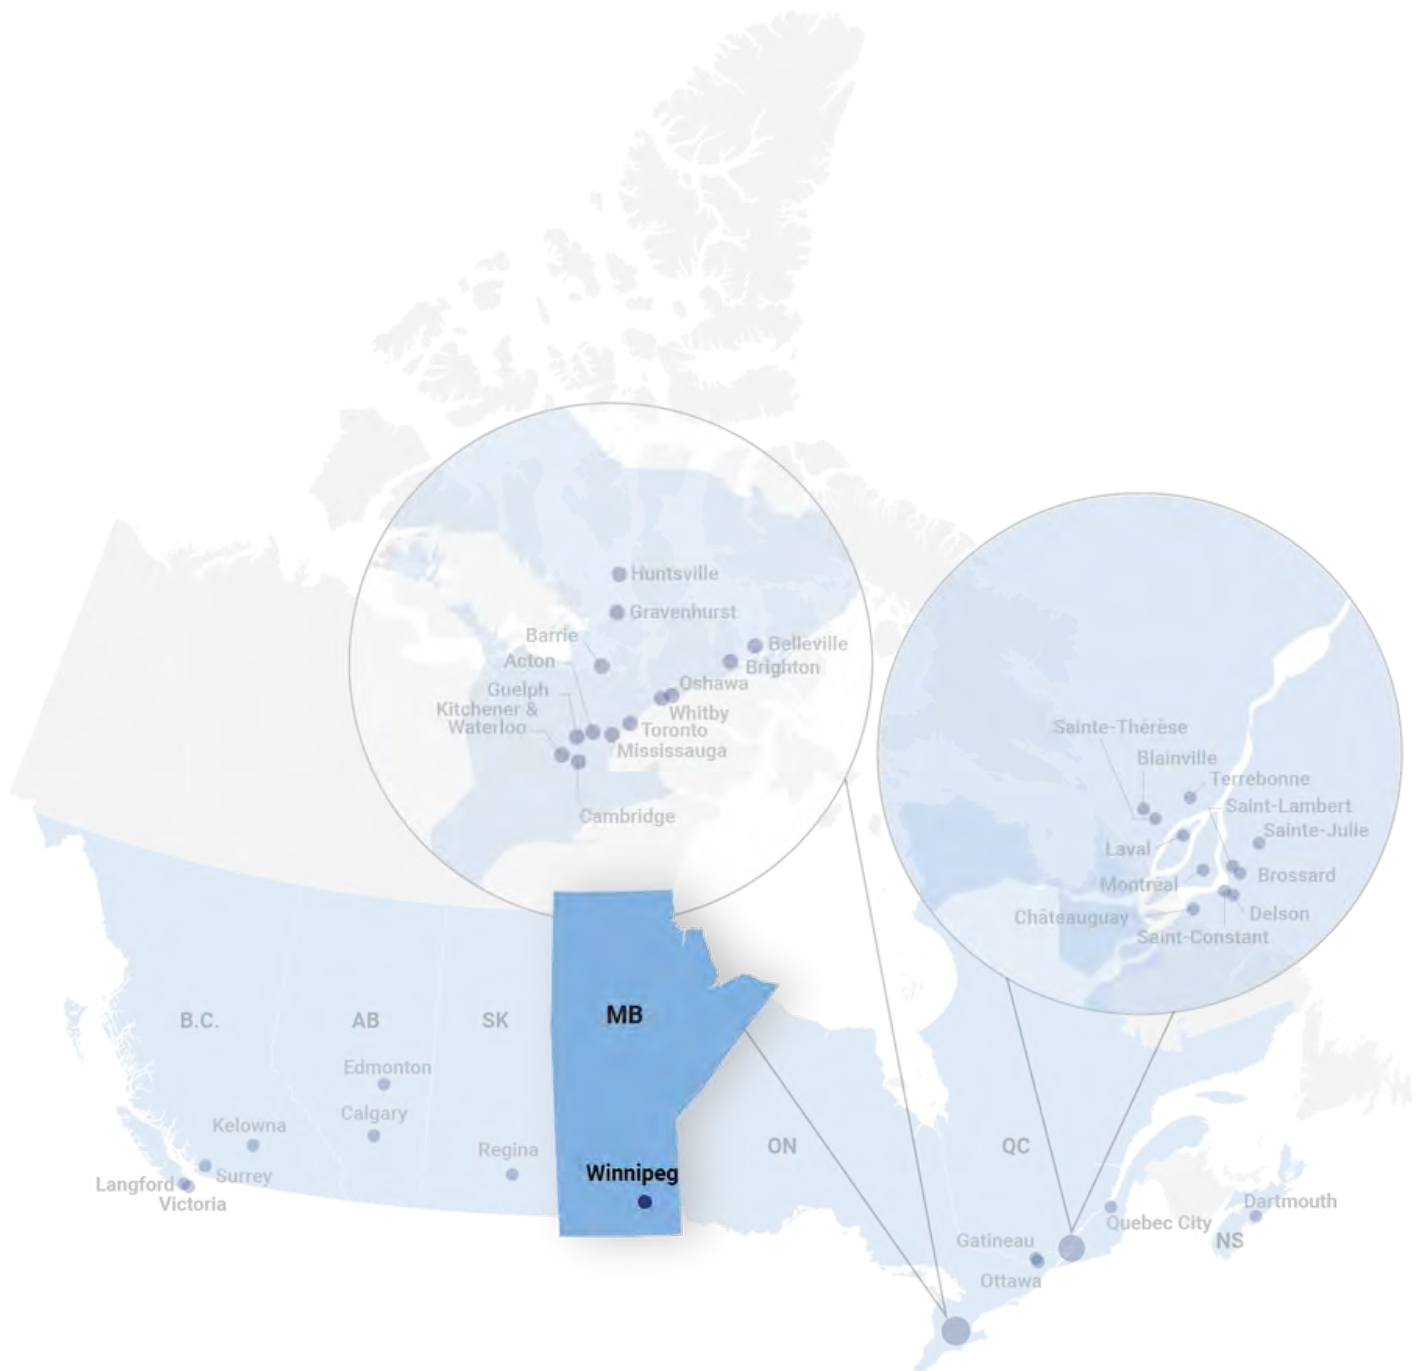 Huntsville
Gravenhurst
Barrie
Belleville
Acton
Brighton
Guelph
Oshawa
Kitchener &
Waterloo
Whitby
Toronto
Mississauga
Cambridge
Sainte-Thérèse
Blainville
Terrebonne
Saint-Lambert
Sainte-Julie
Laval
Montréal
Brossard
Châteauguay
Delson
Saint-Constant
B.C.
AB
SK
MB
Edmonton
Calgary
Kelowna
Regina
ON
QC
Winnipeg
Langford
Surrey
Victoria
Dartmouth
Quebec City
NS
Gatineau
Ottawa